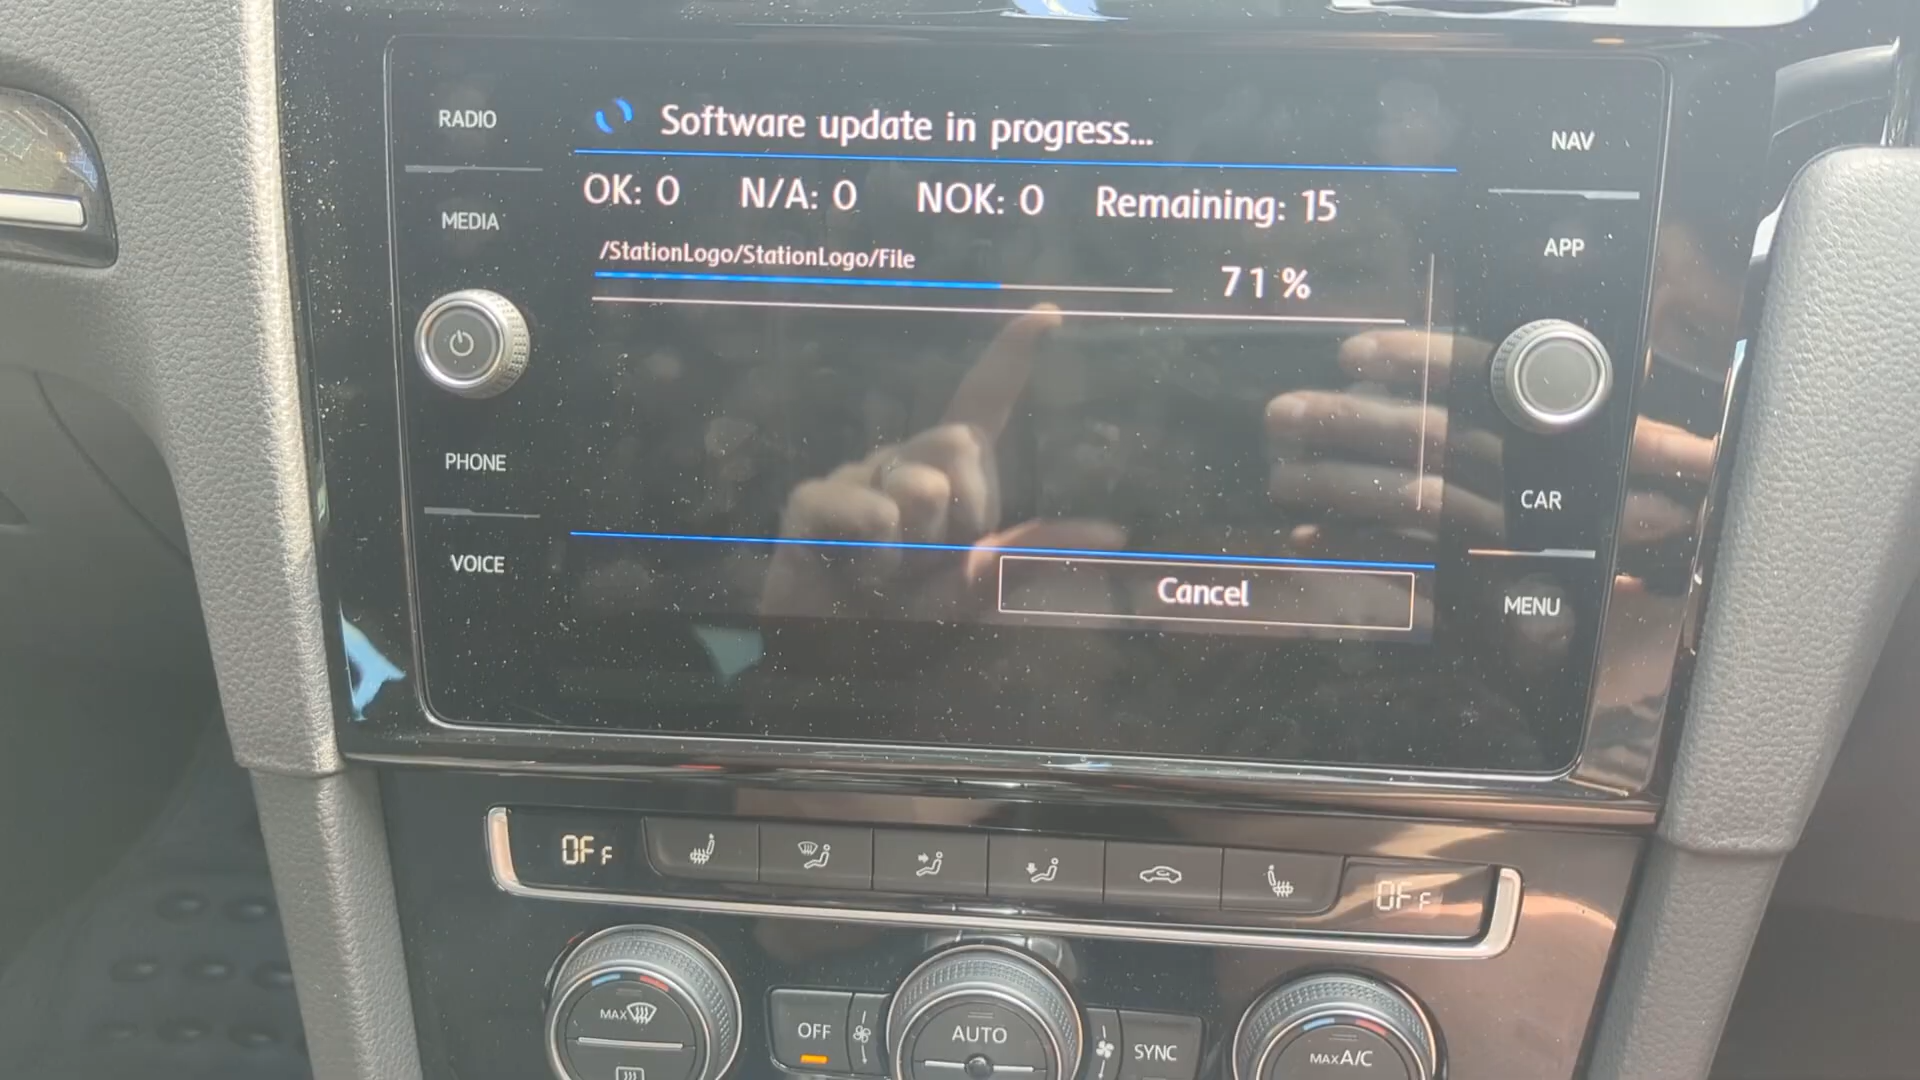 RADIO
MEDIA
PHONE
VOICE
Software update in progress...
OK: 0 N/A: 0 NOK: 0 Remaining: 15
/StationLogo/StationLogo/File
71 %
Cancel
NAV
APP
CAR
MENU
OFF
OFF
MAX
OFF
AUTO
SYNC
MAX A/C